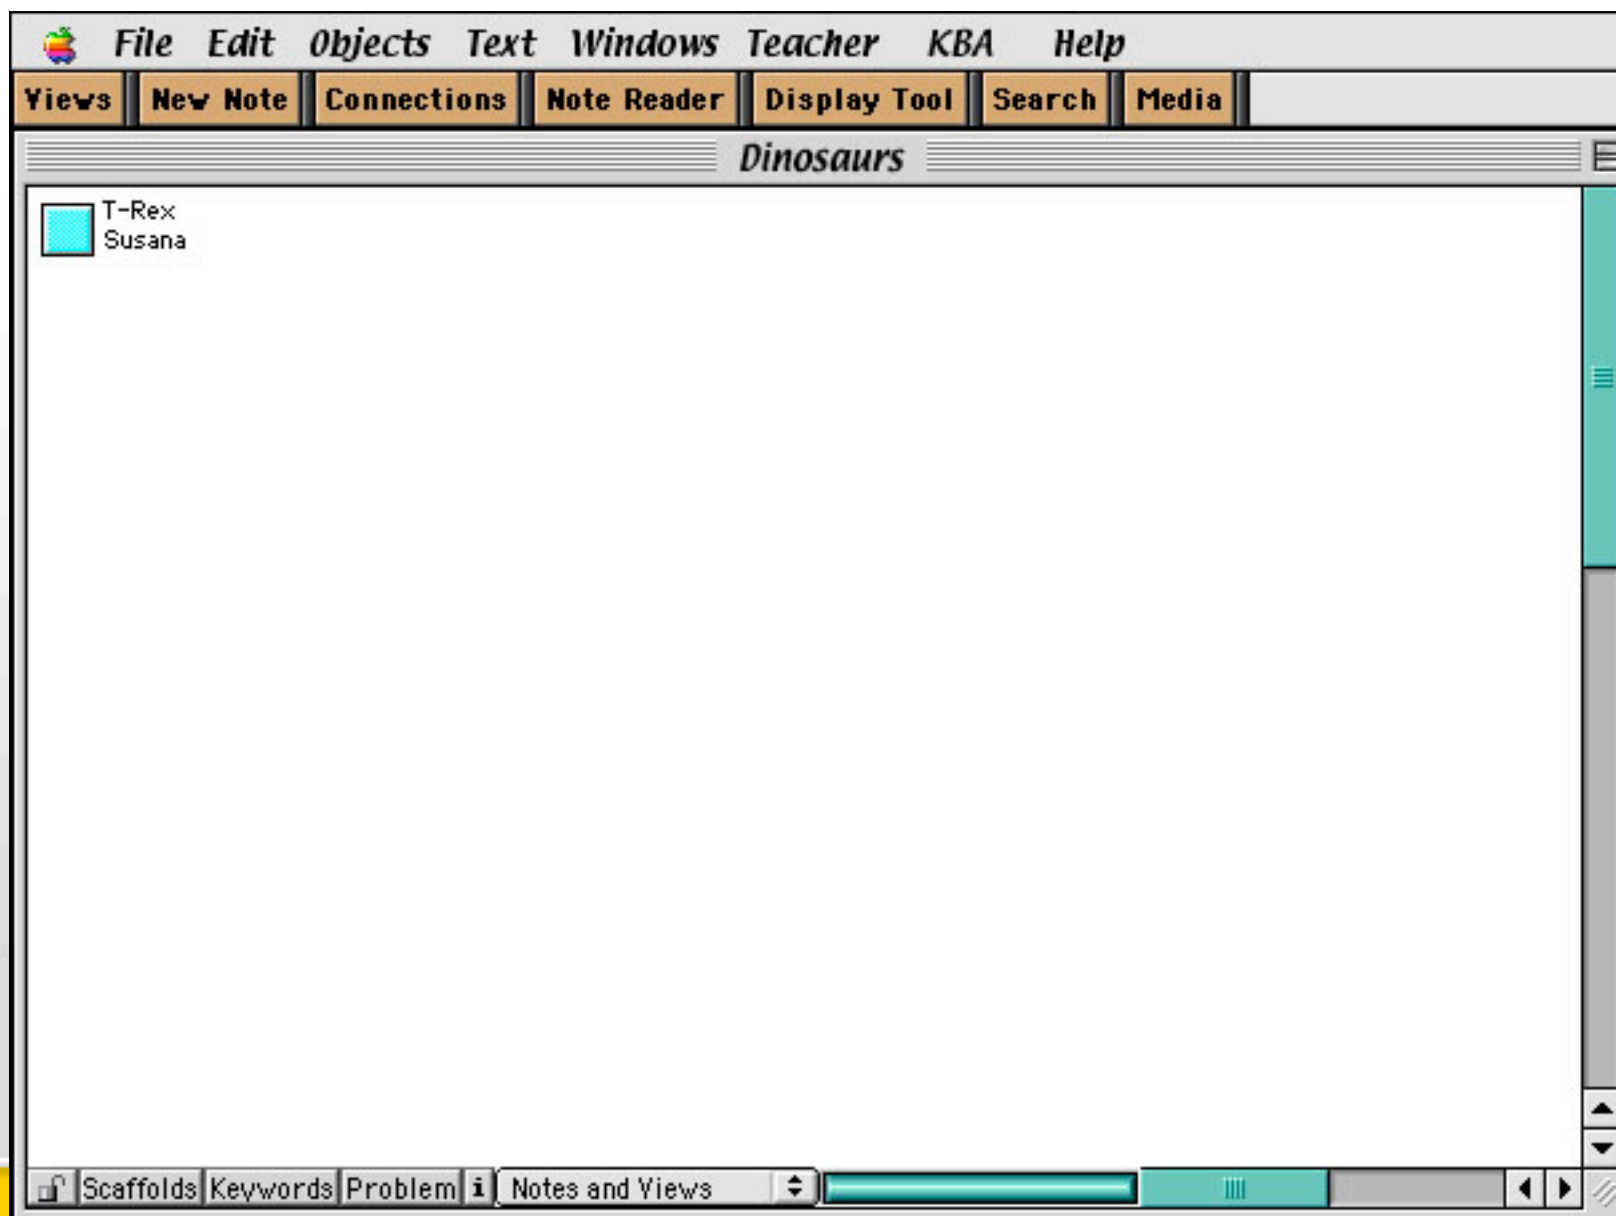 File Edit Objects Text Windows Teacher KBA Help
Views New Note Connections Note Reader Display Tool Search Media
Dinosaurs
T-Rex
Susana
Scaffolds Keywords Problem i Notes and Views